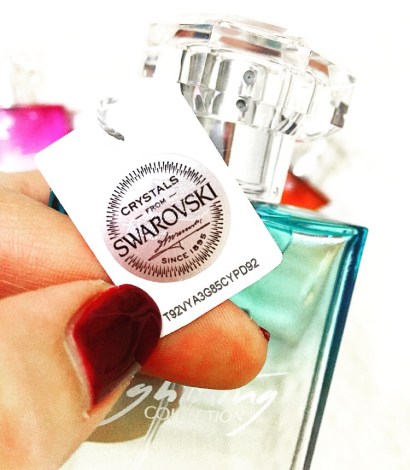 CRYSTALS
FROM
SWAROVSKI
SINCE 1895
T92VYA3G85CYPD92
COLLECTION